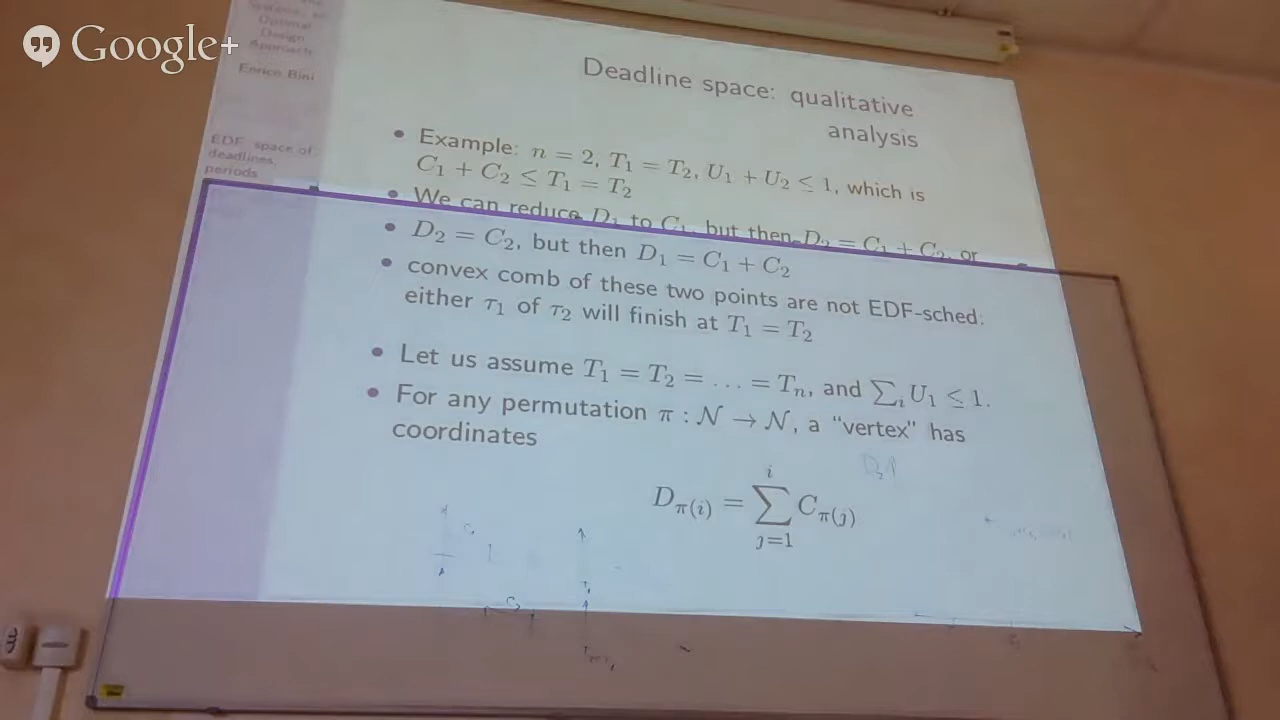 Google+
Optimal
Design
Approach
Enrico Bini
EDF space of
deadlines,
periods
Deadline space: qualitative
analysis
• Example: n = 2, T₁ = T₂, U₁ + U₂ ≤ 1, which is
C₁ + C₂ ≤ T₁ = T₂
• We can reduce D₁ to C₁, but then D₂ = C₁ + C₂, or
• D₂ = C₂, but then D₁ = C₁ + C₂
• convex comb of these two points are not EDF-sched:
either τ₁ of τ₂ will finish at T₁ = T₂
• Let us assume T₁ = T₂ = … = Tₙ, and ∑ᵢ U₁ ≤ 1.
• For any permutation π : N → N, a “vertex” has
coordinates
D_π(i) = ∑_{j=1}^{i} C_π(j)